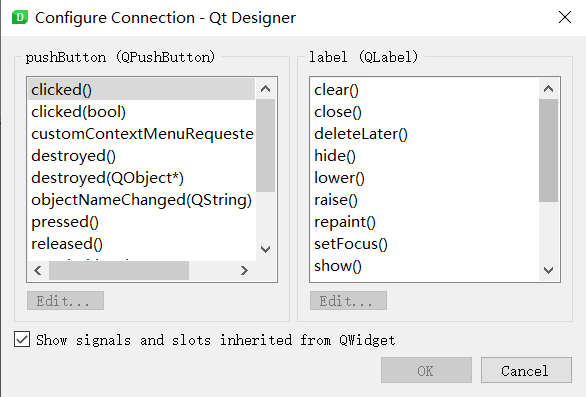 Configure Connection - Qt Designer
pushButton (QPushButton)
clicked()
clicked(bool)
customContextMenuRequeste
destroyed()
destroyed(QObject*)
objectNameChanged(QString)
pressed()
released()
Edit...
label (QLabel)
clear()
close()
deleteLater()
hide()
lower()
raise()
repaint()
setFocus()
show()
Edit...
Show signals and slots inherited from QWidget
OK
Cancel